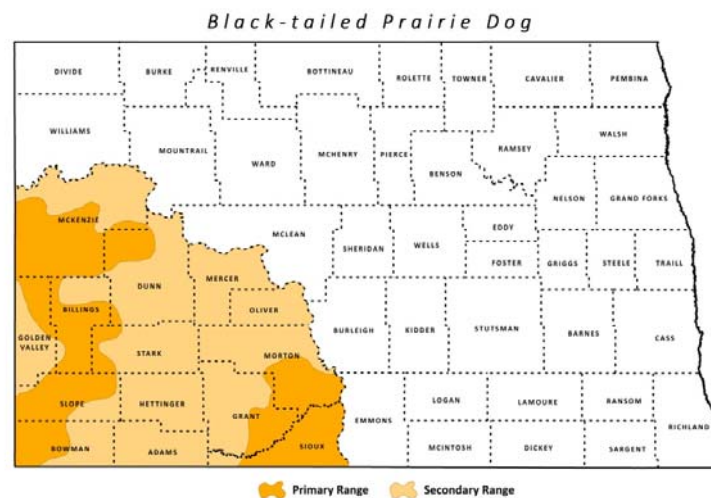 Black-tailed Prairie Dog
DIVIDE BURKE RENVILLE BOTTINEAU ROLETTE TOWNER CAVALIER PEMBINA
WILLIAMS MOUNTRAIL WARD MCHENRY PIERCE BENSON RAMSEY WALSH
NELSON GRAND FORKS
MCKENZIE MCLEAN SHERIDAN WELLS EDDY
FOSTER GRIGGS STEELE TRAILL
DUNN MERCER
BILLINGS OLIVER
GOLDEN VALLEY STARK MORTON BURLEIGH KIDDER STUTSMAN BARNES CASS
SLOPE HETTINGER GRANT EMMONS LOGAN LAMOURE RANSOM RICHLAND
BOWMAN ADAMS SIOUX MCINTOSH DICKEY SARGENT
Primary Range Secondary Range